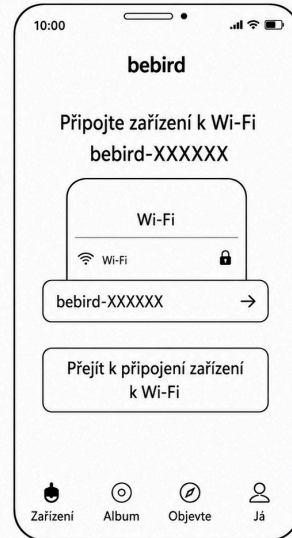 10:00
bebird
Připojte zařízení k Wi-Fi
bebird-XXXXXX
Wi-Fi
Wi-Fi
bebird-XXXXXX
Přejít k připojení zařízení
k Wi-Fi
Zařízení Album Objevte Já